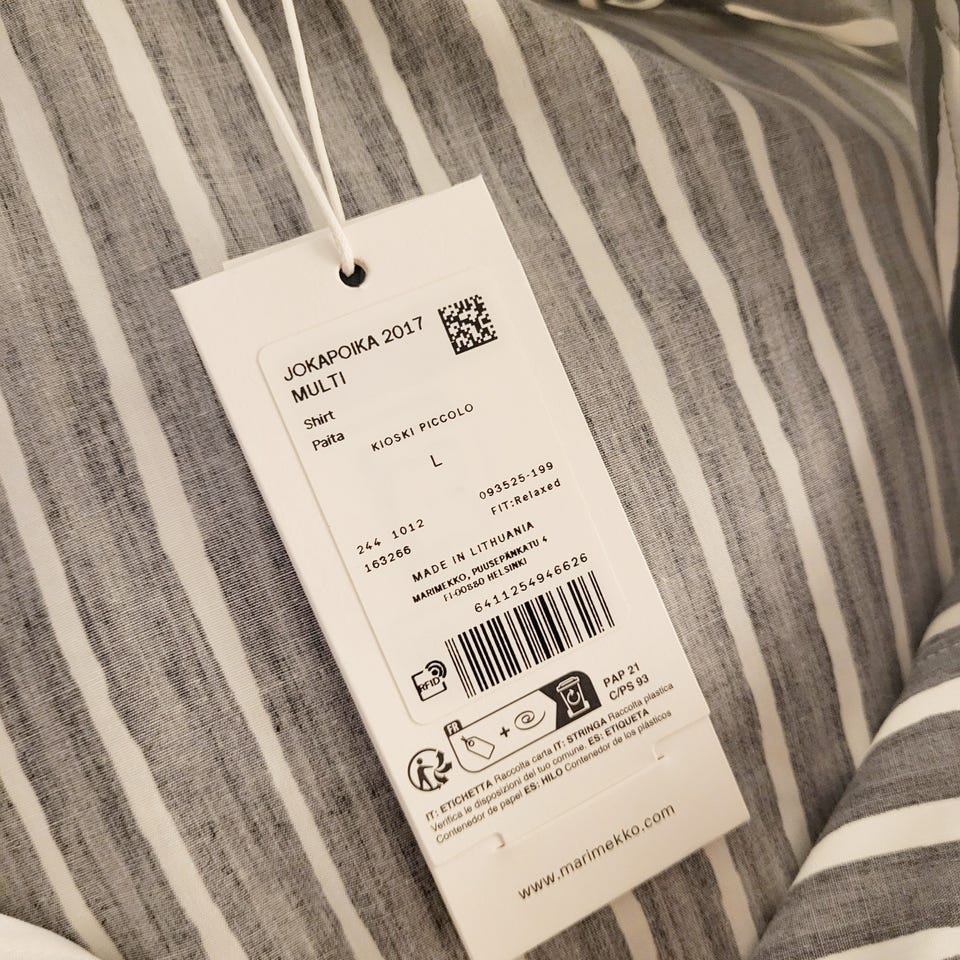 JOKAPOIKA 2017
MULTI
Shirt
Paita
KIOSKI PICCOLO
L
093525-199
FIT:Relaxed
244 1012
163266
MADE IN LITHUANIA
MARIMEKKO, PUUSEPÄNKATU 4
FI-00880 HELSINKI
6411254946626
RFID
FR
PAP 21
C/PS 93
IT: ETICHETTA Raccolta carta IT: STRINGA Raccolta plastica
Verifica le disposizioni del tuo comune. ES: ETIQUETA
Contenedor de papel ES: HILO Contenedor de los plásticos
www.marimekko.com